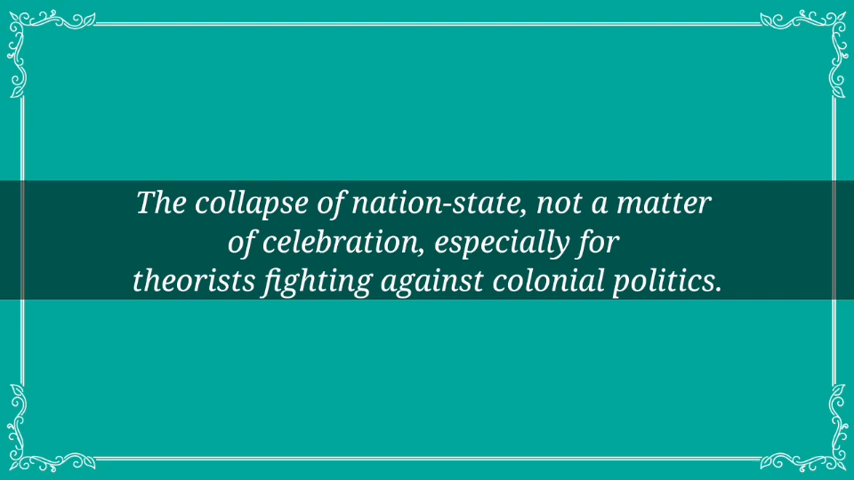 The collapse of nation-state, not a matter
of celebration, especially for
theorists fighting against colonial politics.